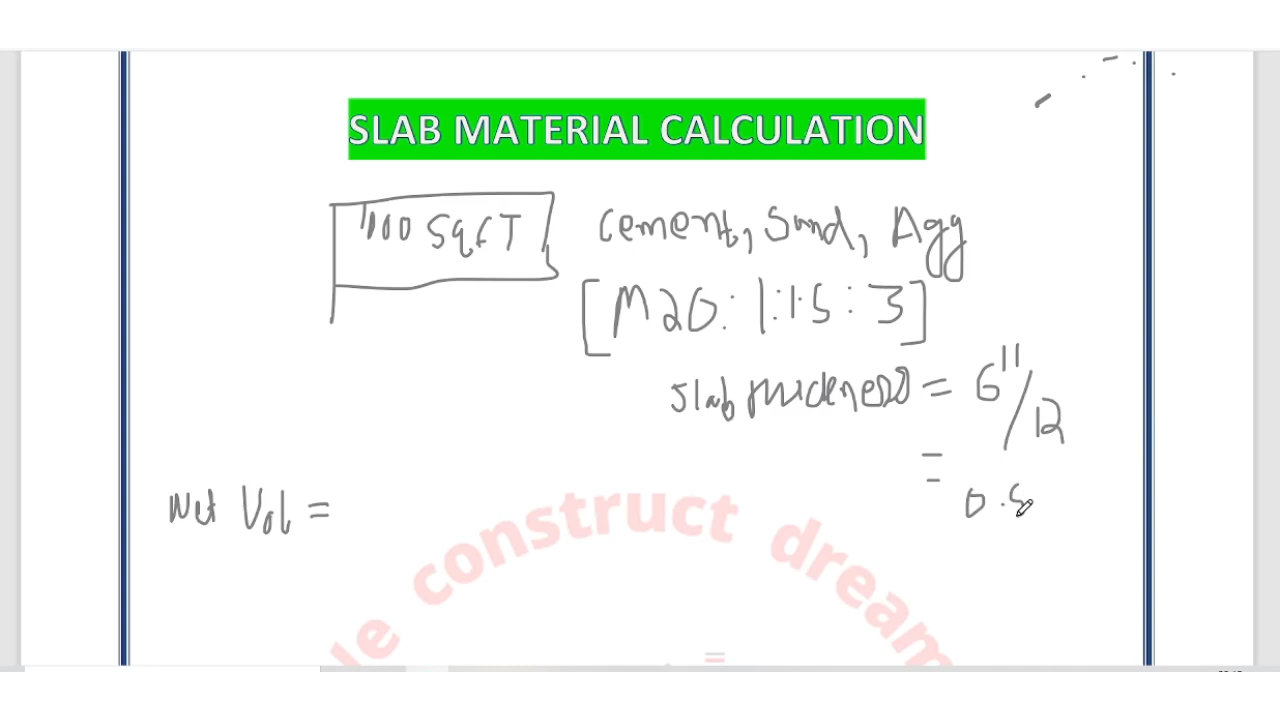 SLAB MATERIAL CALCULATION
1000 SqFT Cement, Sand, Agg
[M20: 1:1.5:3]
Slab thickness = 6"/12
= 0.5
Wet Vol =
construct dream